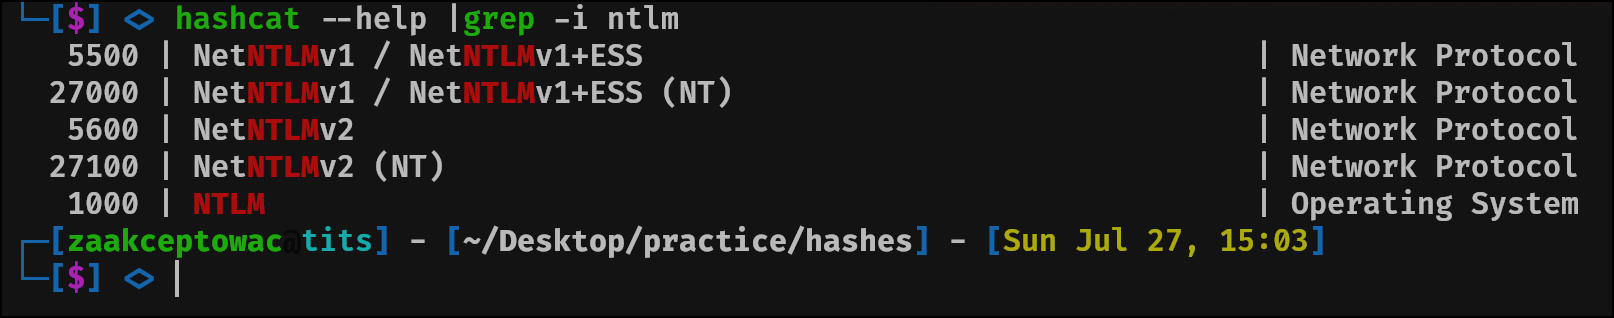 └─[$] <> hashcat --help |grep -i ntlm
5500 | NetNTLMv1 / NetNTLMv1+ESS | Network Protocol
27000 | NetNTLMv1 / NetNTLMv1+ESS (NT) | Network Protocol
5600 | NetNTLMv2 | Network Protocol
27100 | NetNTLMv2 (NT) | Network Protocol
1000 | NTLM | Operating System
┌─[zaakceptowac@tits] - [~/Desktop/practice/hashes] - [Sun Jul 27, 15:03]
└─[$] <>